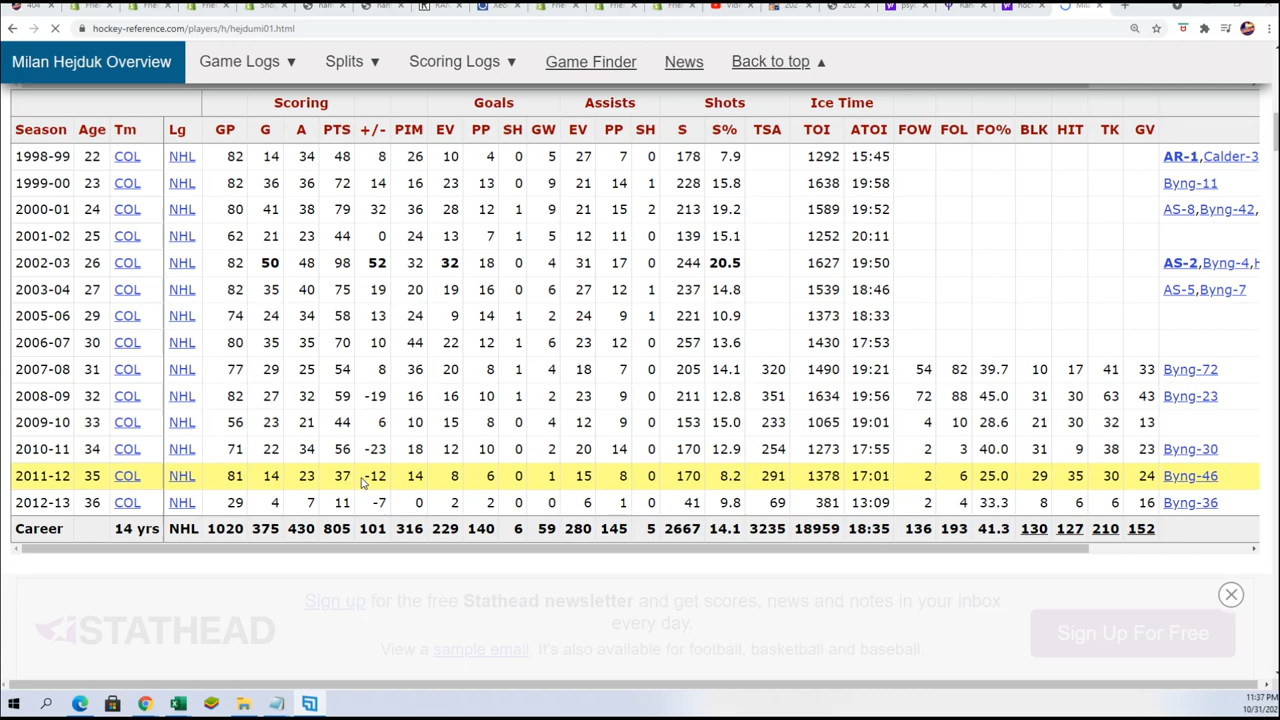 404
Frie
Frie
Sho
nan
nan
KA
Xec
Frie
Frie
Frie
Vide
202
202
psy
hoc
Mil
hockey-reference.com/players/h/hejdumi01.html
Milan Hejduk Overview Game Logs ▼ Splits ▼ Scoring Logs ▼ Game Finder News Back to top ▲
Scoring Goals Assists Shots Ice Time
Season Age Tm Lg GP G A PTS +/- PIM EV PP SH GW EV PP SH S S% TSA TOI ATOI FOW FOL FO% BLK HIT TK GV
1998-99 22 COL NHL 82 14 34 48 8 26 10 4 0 5 27 7 0 178 7.9 1292 15:45 AR-1,Calder-3
1999-00 23 COL NHL 82 36 36 72 14 16 23 13 0 9 21 14 1 228 15.8 1638 19:58 Byng-11
2000-01 24 COL NHL 80 41 38 79 32 36 28 12 1 9 21 15 2 213 19.2 1589 19:52 AS-8,Byng-42,
2001-02 25 COL NHL 62 21 23 44 0 24 13 7 1 5 12 11 0 139 15.1 1252 20:11
2002-03 26 COL NHL 82 50 48 98 52 32 32 18 0 4 31 17 0 244 20.5 1627 19:50 AS-2,Byng-4,H
2003-04 27 COL NHL 82 35 40 75 19 20 19 16 0 6 27 12 1 237 14.8 1539 18:46 AS-5,Byng-7
2005-06 29 COL NHL 74 24 34 58 13 24 9 14 1 2 24 9 1 221 10.9 1373 18:33
2006-07 30 COL NHL 80 35 35 70 10 44 22 12 1 6 23 12 0 257 13.6 1430 17:53
2007-08 31 COL NHL 77 29 25 54 8 36 20 8 1 4 18 7 0 205 14.1 320 1490 19:21 54 82 39.7 10 17 41 33 Byng-72
2008-09 32 COL NHL 82 27 32 59 -19 16 16 10 1 2 23 9 0 211 12.8 351 1634 19:56 72 88 45.0 31 30 63 43 Byng-23
2009-10 33 COL NHL 56 23 21 44 6 10 15 8 0 4 12 9 0 153 15.0 233 1065 19:01 4 10 28.6 21 30 32 13
2010-11 34 COL NHL 71 22 34 56 -23 18 12 10 0 2 20 14 0 170 12.9 254 1273 17:55 2 3 40.0 31 9 38 23 Byng-30
2011-12 35 COL NHL 81 14 23 37 -12 14 8 6 0 1 15 8 0 170 8.2 291 1378 17:01 2 6 25.0 29 35 30 24 Byng-46
2012-13 36 COL NHL 29 4 7 11 -7 0 2 2 0 0 6 1 0 41 9.8 69 381 13:09 2 4 33.3 8 6 6 16 Byng-36
Career 14 yrs NHL 1020 375 430 805 101 316 229 140 6 59 280 145 5 2667 14.1 3235 18959 18:35 136 193 41.3 130 127 210 152
Sign up for the free Stathead newsletter and get scores, news and notes in your inbox
every day.
STATHEAD
Sign Up For Free
View a sample email. It's also available for football, basketball and baseball.
11:37 PM
10/31/202